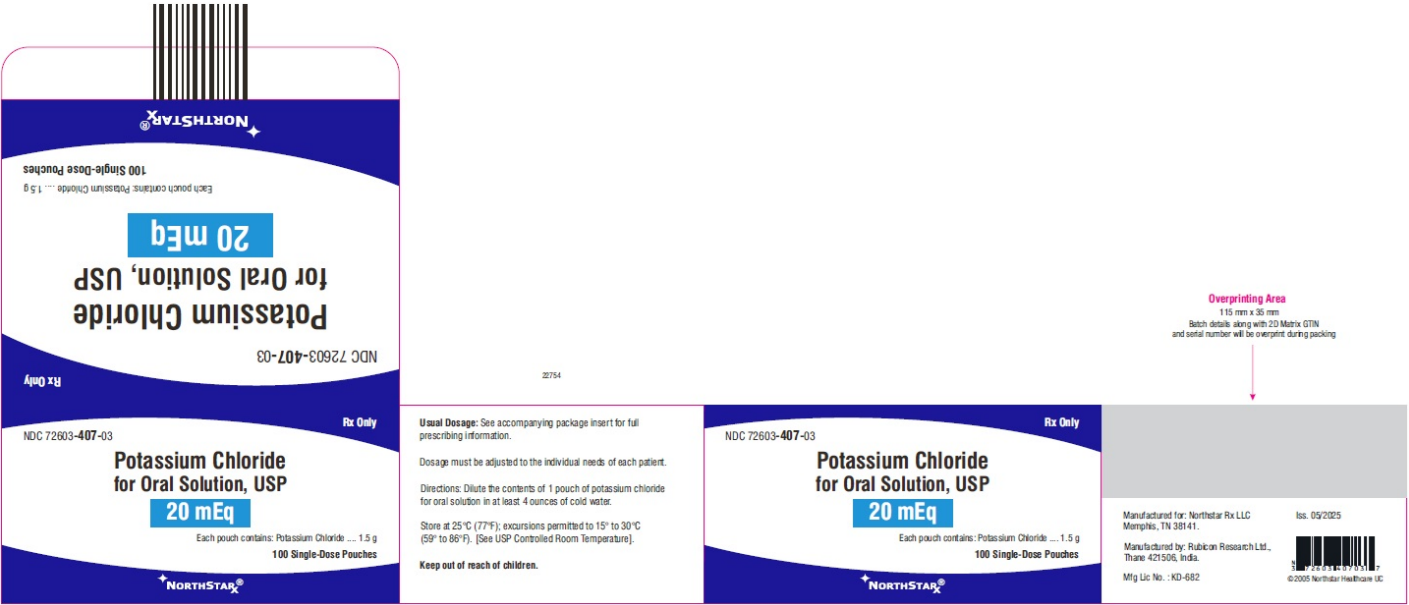 NORTHSTARx®
100 Single-Dose Pouches
Each pouch contains: Potassium Chloride .... 1.5 g
20 mEq
Potassium Chloride
for Oral Solution, USP
NDC 72603-407-03
Rx Only
Rx Only
NDC 72603-407-03
Potassium Chloride
for Oral Solution, USP
20 mEq
Each pouch contains: Potassium Chloride .... 1.5 g
100 Single-Dose Pouches
NORTHSTARx®
22754
Usual Dosage: See accompanying package insert for full
prescribing information.
Dosage must be adjusted to the individual needs of each patient.
Directions: Dilute the contents of 1 pouch of potassium chloride
for oral solution in at least 4 ounces of cold water.
Store at 25°C (77°F); excursions permitted to 15° to 30°C
(59° to 86°F). [See USP Controlled Room Temperature].
Keep out of reach of children.
Rx Only
NDC 72603-407-03
Potassium Chloride
for Oral Solution, USP
20 mEq
Each pouch contains: Potassium Chloride .... 1.5 g
100 Single-Dose Pouches
NORTHSTARx®
Overprinting Area
115 mm x 35 mm
Batch details along with 2D Matrix GTIN
and serial number will be overprint during packing
Manufactured for: Northstar Rx LLC
Memphis, TN 38141.
Manufactured by: Rubicon Research Ltd.,
Thane 421506, India.
Mfg Lic No. : KD-682
Iss. 05/2025
N
3 72603 40703 7
©2005 Northstar Healthcare UC